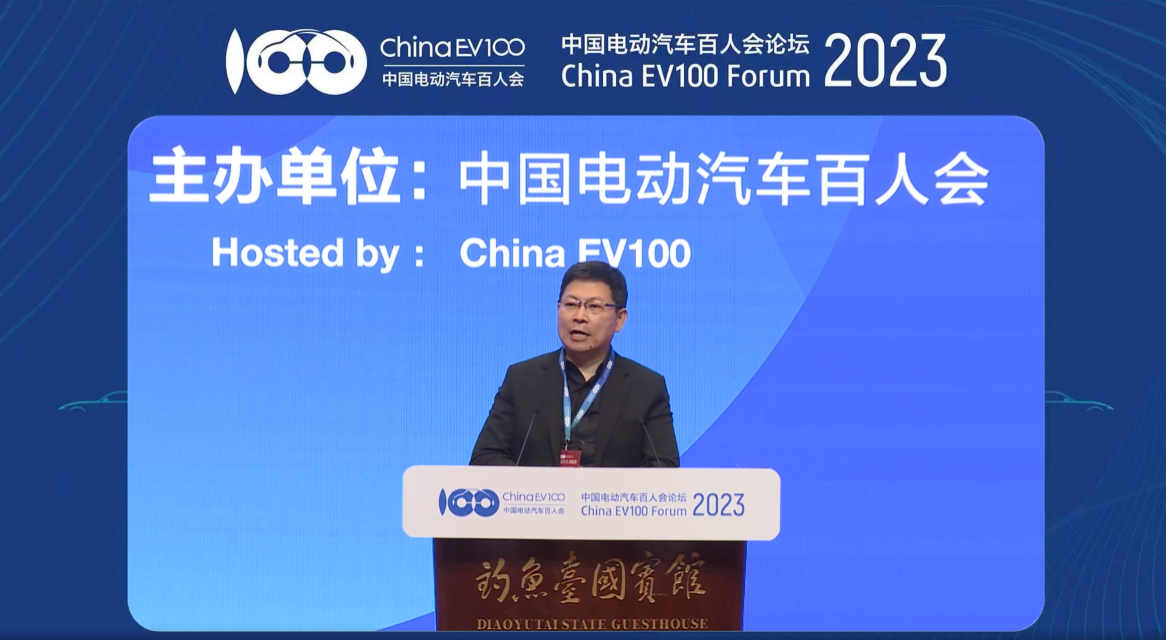 China EV100
中国电动汽车百人会
中国电动汽车百人会论坛
China EV100 Forum
2023
主办单位：中国电动汽车百人会
Hosted by： China EV100
China EV100
中国电动汽车百人会
中国电动汽车百人会论坛
China EV100 Forum
2023
釣魚臺國賓館
DIAOYUTAI STATE GUESTHOUSE